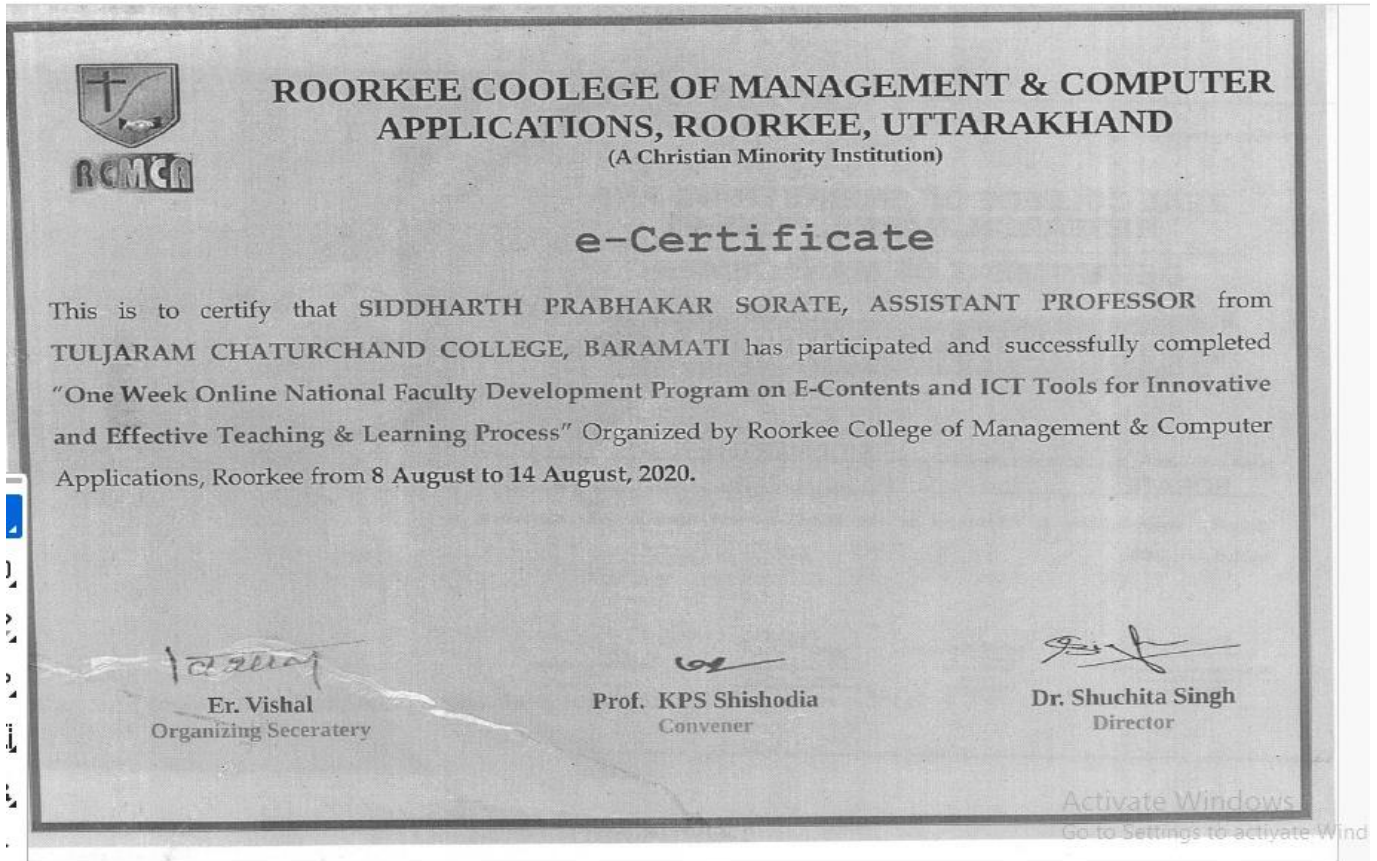 ROORKEE COOLEGE OF MANAGEMENT & COMPUTER
APPLICATIONS, ROORKEE, UTTARAKHAND
(A Christian Minority Institution)
RCMCA
e-Certificate
This is to certify that SIDDHARTH PRABHAKAR SORATE, ASSISTANT PROFESSOR from
TULJARAM CHATURCHAND COLLEGE, BARAMATI has participated and successfully completed
"One Week Online National Faculty Development Program on E-Contents and ICT Tools for Innovative
and Effective Teaching & Learning Process" Organized by Roorkee College of Management & Computer
Applications, Roorkee from 8 August to 14 August, 2020.
Er. Vishal
Organizing Seceratery
Prof. KPS Shishodia
Convener
Dr. Shuchita Singh
Director
Activate Windows
Go to Settings to activate Wind